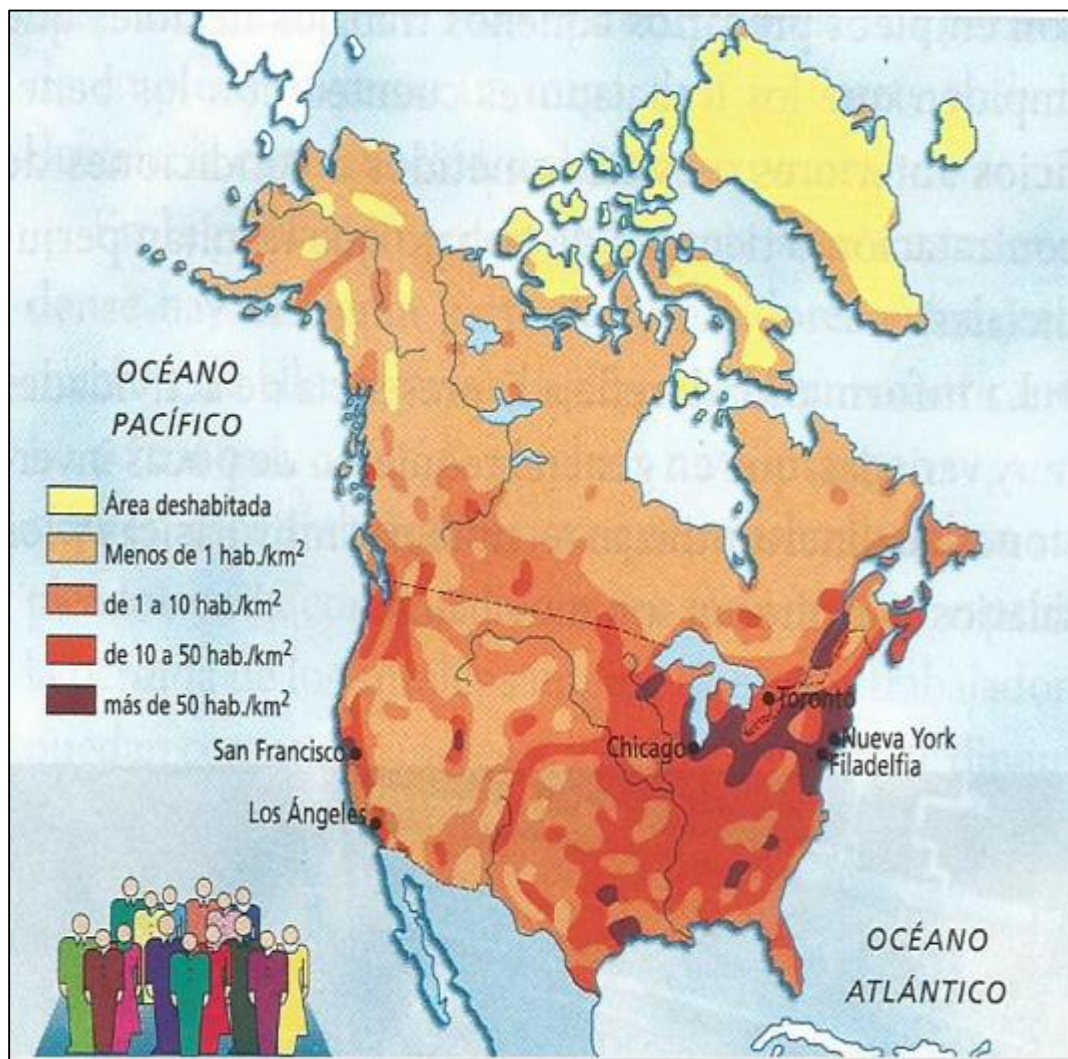 OCÉANO
PACÍFICO
Área deshabitada
Menos de 1 hab./km²
de 1 a 10 hab./km²
de 10 a 50 hab./km²
más de 50 hab./km²
San Francisco
Los Ángeles
Toronto
Chicago
Nueva York
Filadelfia
OCÉANO
ATLÁNTICO